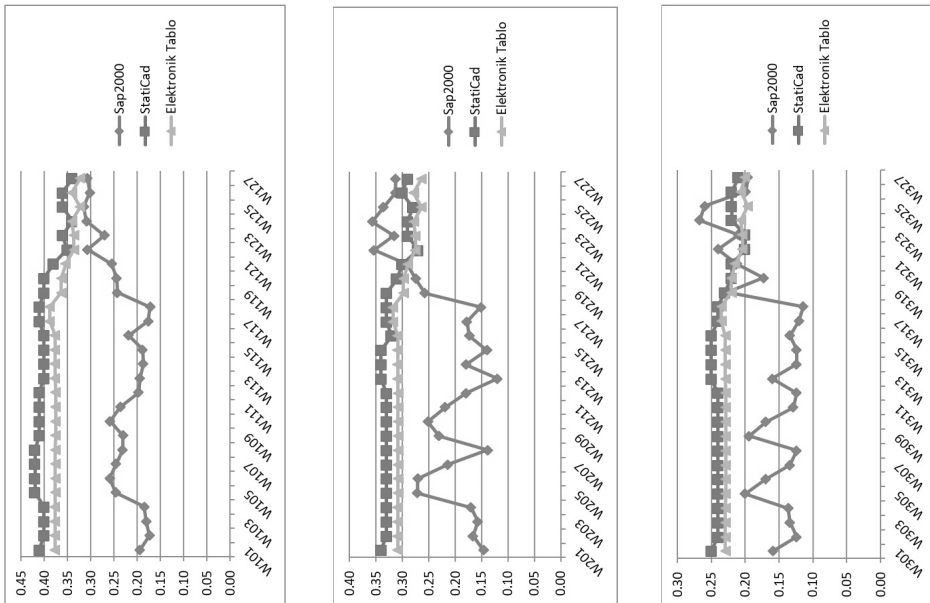 Sap2000
StatiCad
Elektronik Tablo
0.45
0.40
0.35
0.30
0.25
0.20
0.15
0.10
0.05
0.00
W101
W103
W105
W107
W109
W111
W113
W115
W117
W119
W121
W123
W125
W127
Sap2000
StatiCad
Elektronik Tablo
0.40
0.35
0.30
0.25
0.20
0.15
0.10
0.05
0.00
W201
W203
W205
W207
W209
W211
W213
W215
W217
W219
W221
W223
W225
W227
Sap2000
StatiCad
Elektronik Tablo
0.30
0.25
0.20
0.15
0.10
0.05
0.00
W301
W303
W305
W307
W309
W311
W313
W315
W317
W319
W321
W323
W325
W327